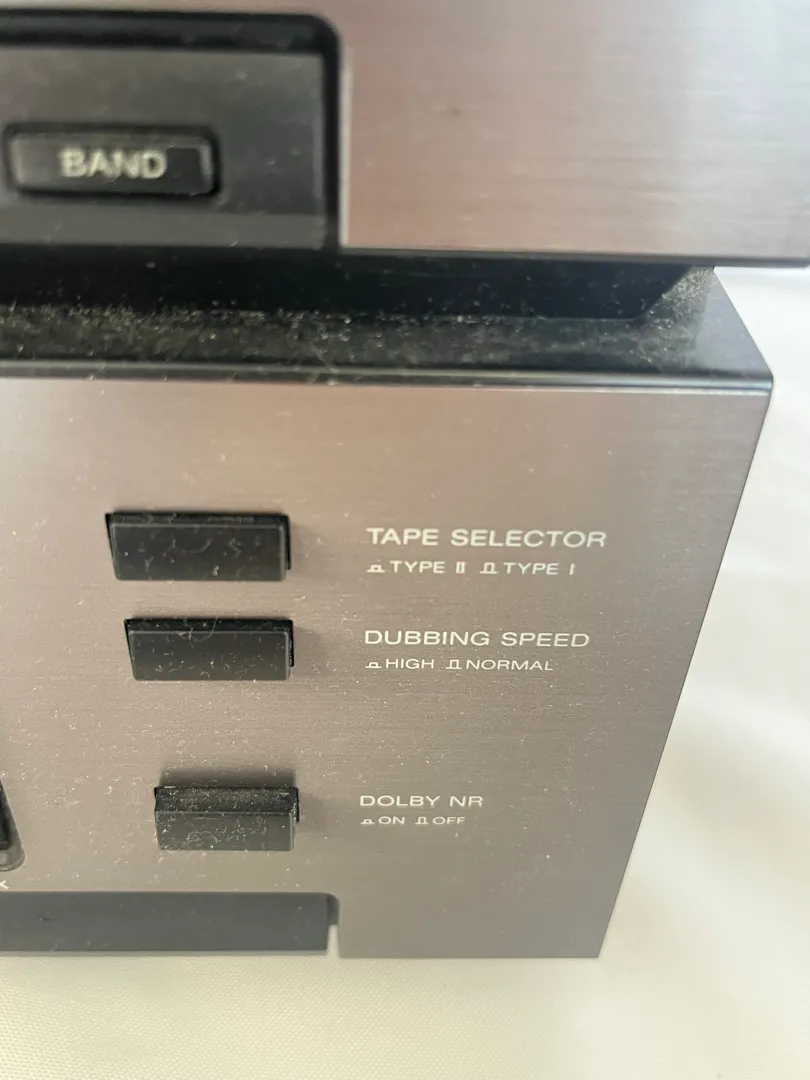 BAND
TAPE SELECTOR
TYPE II TYPE I
DUBBING SPEED
HIGH NORMAL
DOLBY NR
ON OFF
K